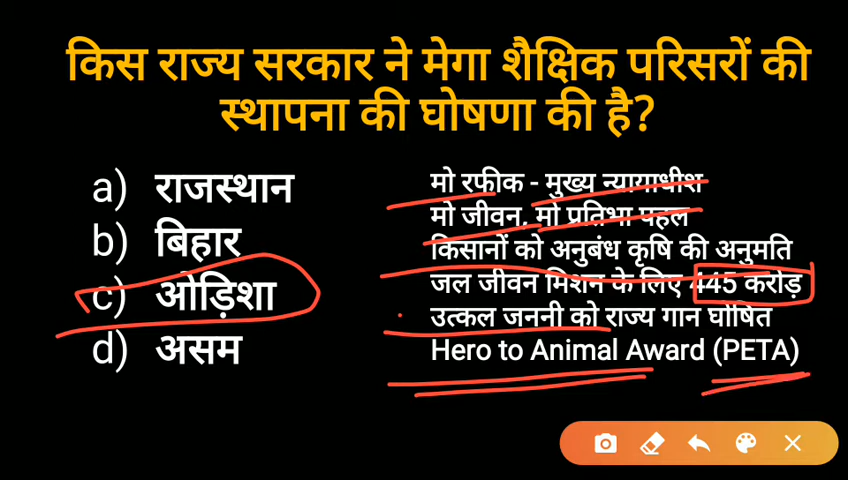 किस राज्य सरकार ने मेगा शैक्षिक परिसरों की
स्थापना की घोषणा की है?
a) राजस्थान
b) बिहार
c) ओड़िशा
d) असम
मो रफीक - मुख्य न्यागाधीश
मो जीवन, मो प्रतिभा पहल
किसानों को अनुबंध कृषि की अनुमति
जल जीवन मिशन के लिए 445 करोड़
उत्कल जननी को राज्य गान घोषित
Hero to Animal Award (PETA)